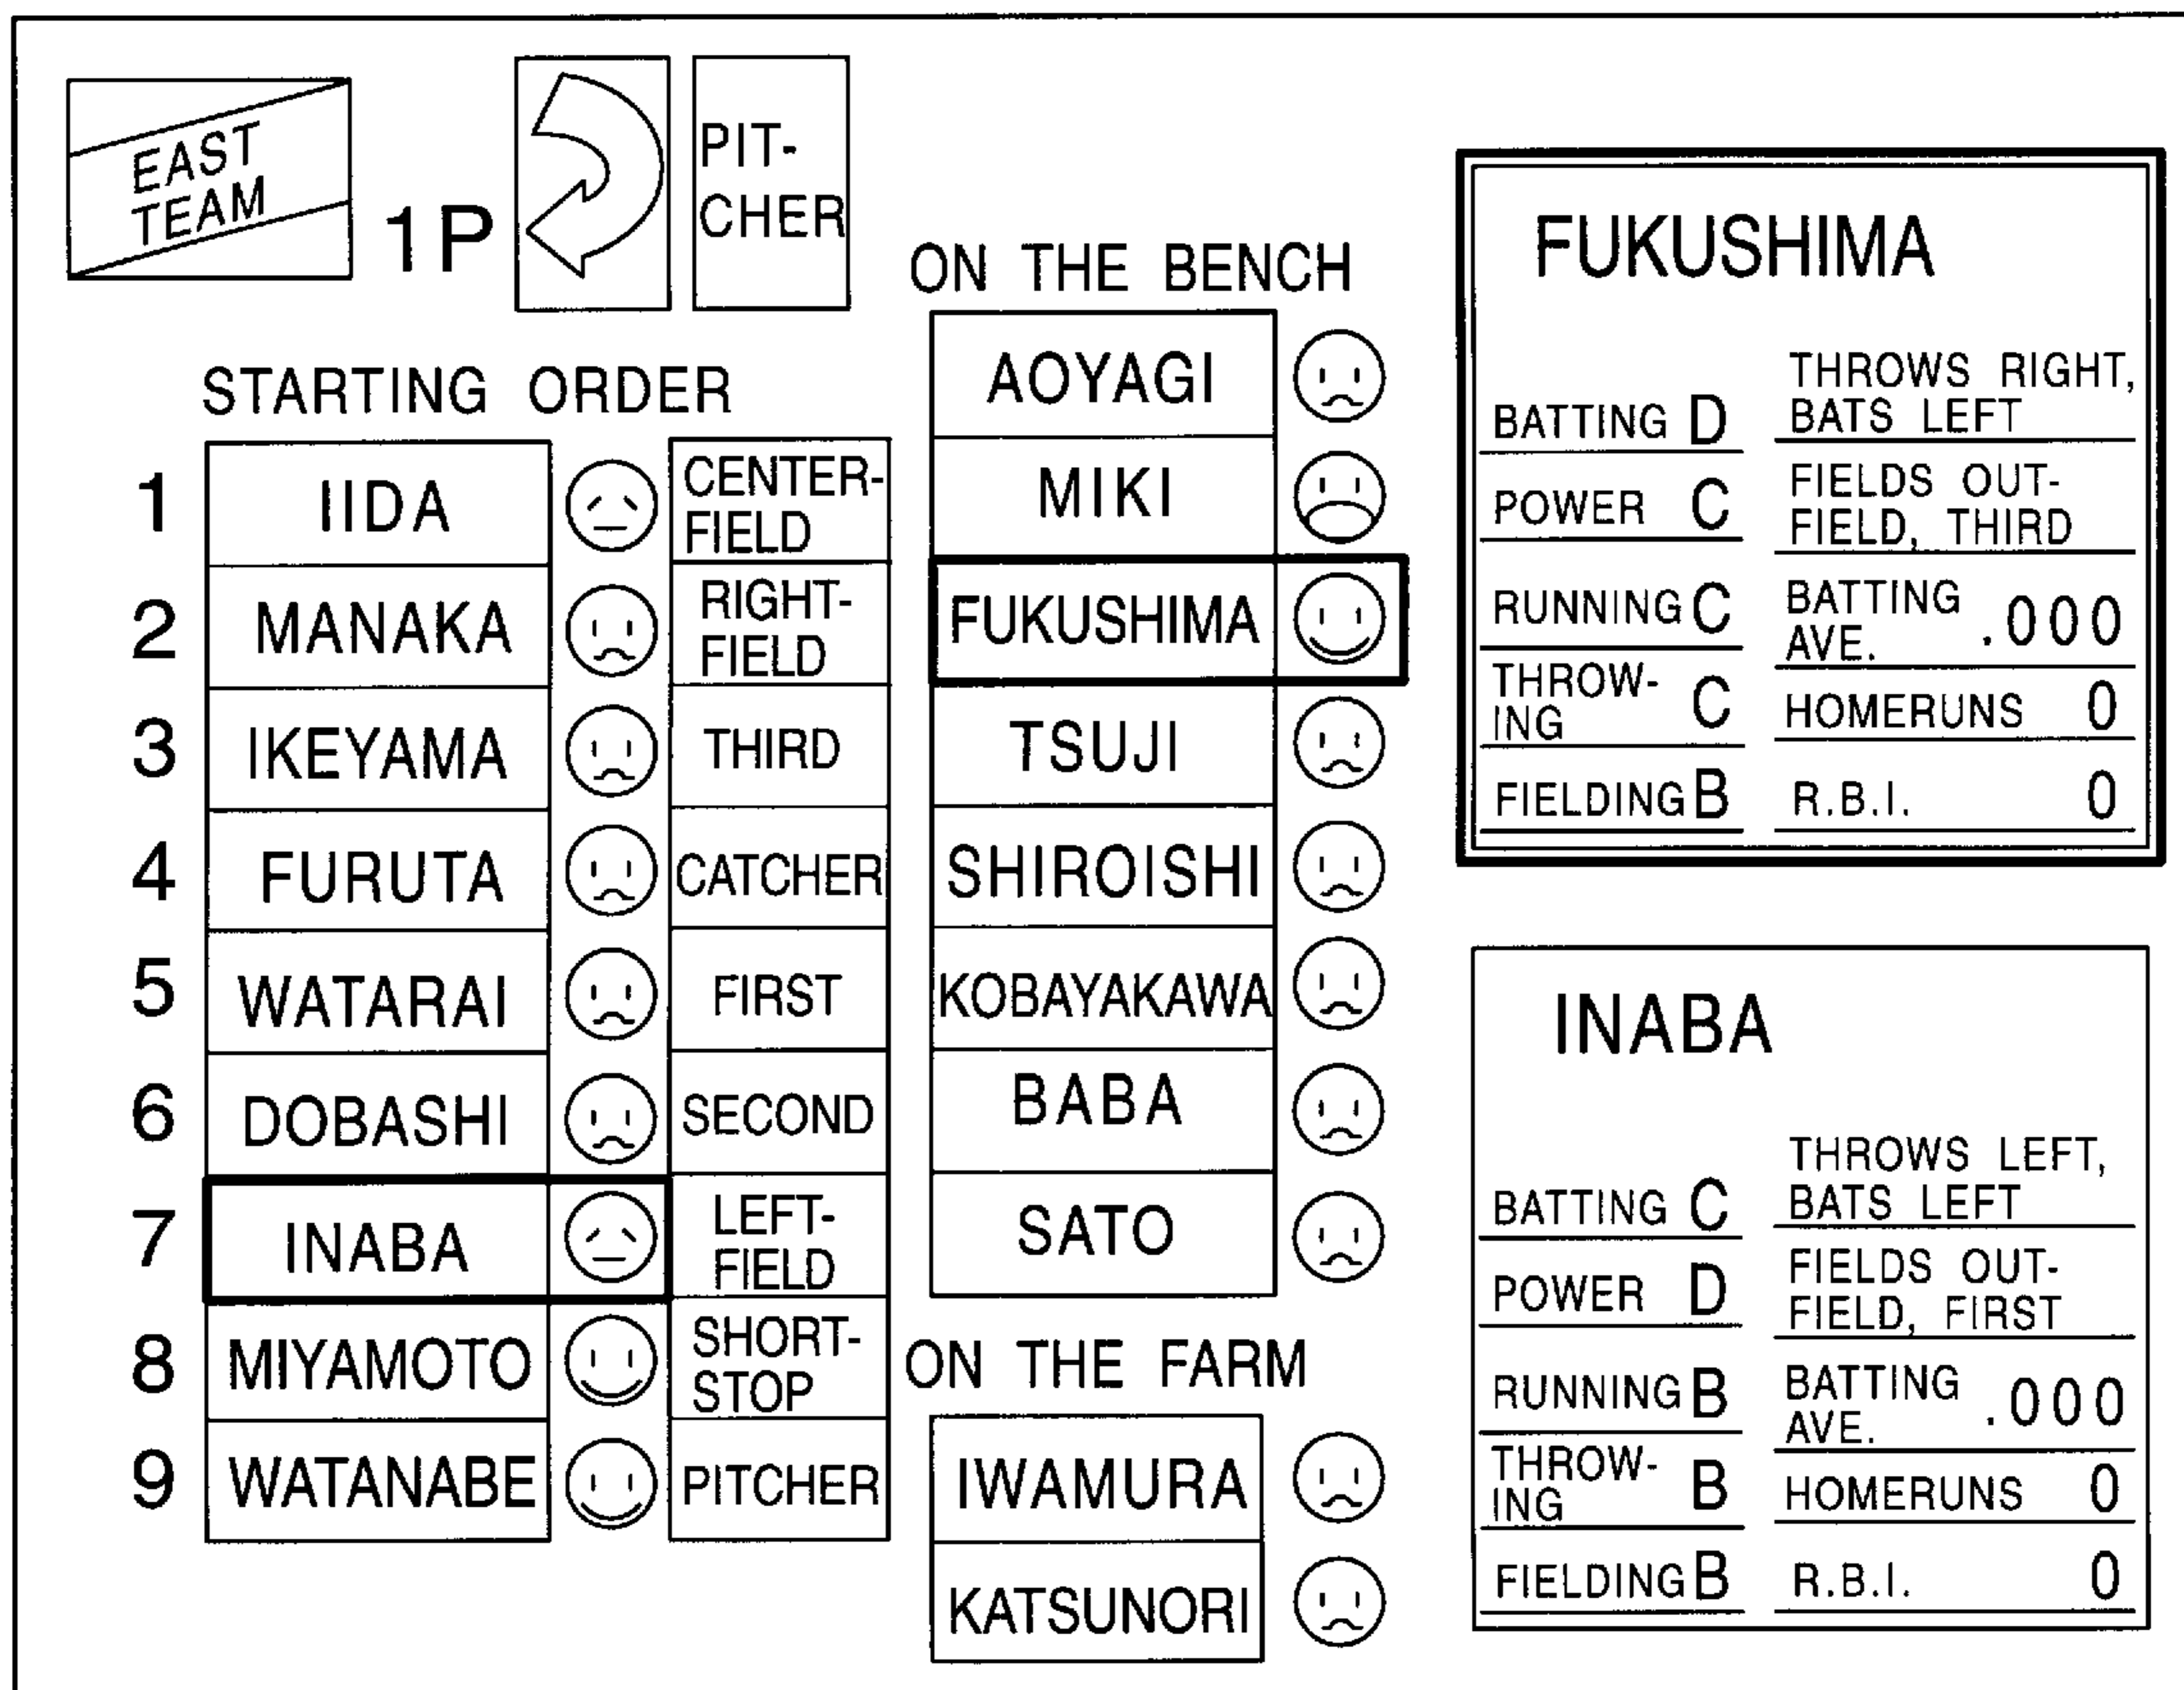 EAST
TEAM
1P
PIT-
CHER
STARTING ORDER
1 IIDA CENTER-
FIELD
2 MANAKA RIGHT-
FIELD
3 IKEYAMA THIRD
4 FURUTA CATCHER
5 WATARAI FIRST
6 DOBASHI SECOND
7 INABA LEFT-
FIELD
8 MIYAMOTO SHORT-
STOP
9 WATANABE PITCHER
ON THE BENCH
AOYAGI
MIKI
FUKUSHIMA
TSUJI
SHIROISHI
KOBAYAKAWA
BABA
SATO
ON THE FARM
IWAMURA
KATSUNORI
FUKUSHIMA
BATTING D
POWER C
RUNNING C
THROW-
ING C
FIELDING B
THROWS RIGHT,
BATS LEFT
FIELDS OUT-
FIELD, THIRD
BATTING
AVE. .000
HOMERUNS 0
R.B.I. 0
INABA
BATTING C
POWER D
RUNNING B
THROW-
ING B
FIELDING B
THROWS LEFT,
BATS LEFT
FIELDS OUT-
FIELD, FIRST
BATTING
AVE. .000
HOMERUNS 0
R.B.I. 0